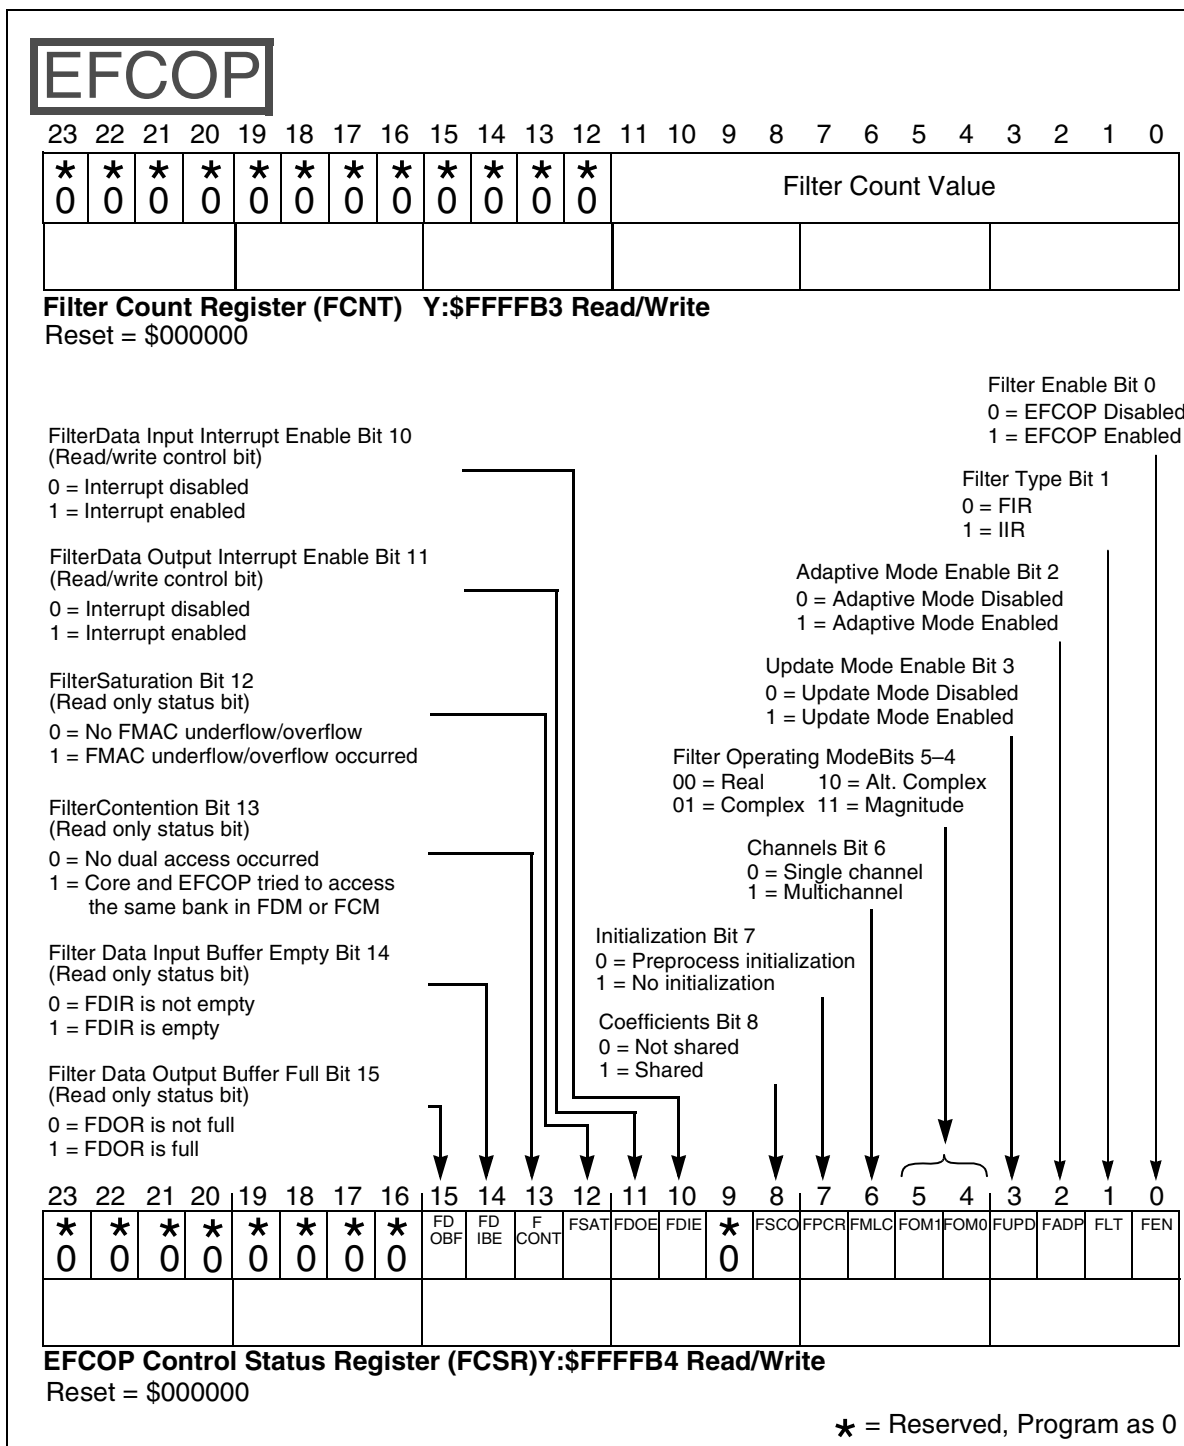 EFCOP
23 22 21 20 19 18 17 16 15 14 13 12 11 10 9 8 7 6 5 4 3 2 1 0
* * * * * * * * * * * *
0 0 0 0 0 0 0 0 0 0 0 0 Filter Count Value
Filter Count Register (FCNT) Y:$FFFFB3 Read/Write
Reset = $000000
Filter Enable Bit 0
0 = EFCOP Disabled
1 = EFCOP Enabled
FilterData Input Interrupt Enable Bit 10
(Read/write control bit)
0 = Interrupt disabled
1 = Interrupt enabled
Filter Type Bit 1
0 = FIR
1 = IIR
FilterData Output Interrupt Enable Bit 11
(Read/write control bit)
0 = Interrupt disabled
1 = Interrupt enabled
Adaptive Mode Enable Bit 2
0 = Adaptive Mode Disabled
1 = Adaptive Mode Enabled
FilterSaturation Bit 12
(Read only status bit)
0 = No FMAC underflow/overflow
1 = FMAC underflow/overflow occurred
Update Mode Enable Bit 3
0 = Update Mode Disabled
1 = Update Mode Enabled
Filter Operating ModeBits 5–4
00 = Real 10 = Alt. Complex
01 = Complex 11 = Magnitude
FilterContention Bit 13
(Read only status bit)
0 = No dual access occurred
1 = Core and EFCOP tried to access
the same bank in FDM or FCM
Channels Bit 6
0 = Single channel
1 = Multichannel
Initialization Bit 7
0 = Preprocess initialization
1 = No initialization
Filter Data Input Buffer Empty Bit 14
(Read only status bit)
0 = FDIR is not empty
1 = FDIR is empty
Coefficients Bit 8
0 = Not shared
1 = Shared
Filter Data Output Buffer Full Bit 15
(Read only status bit)
0 = FDOR is not full
1 = FDOR is full
23 22 21 20 19 18 17 16 15 14 13 12 11 10 9 8 7 6 5 4 3 2 1 0
* * * * * * * * FD FD F FSAT FDOE FDIE * FSCO FPCR FMLC FOM1 FOM0 FUPD FADP FLT FEN
OBF IBE CONT
0 0 0 0 0 0 0 0 0
EFCOP Control Status Register (FCSR)Y:$FFFFB4 Read/Write
Reset = $000000
* = Reserved, Program as 0